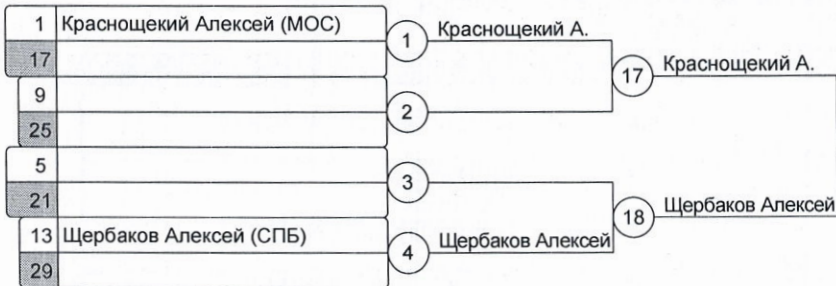 1 Краснощекий Алексей (МОС)
1 Краснощекий А.
17
17 Краснощекий А.
9
2
25
5
3
21
18 Щербаков Алексей
13 Щербаков Алексей (СПБ)
4 Щербаков Алексей
29